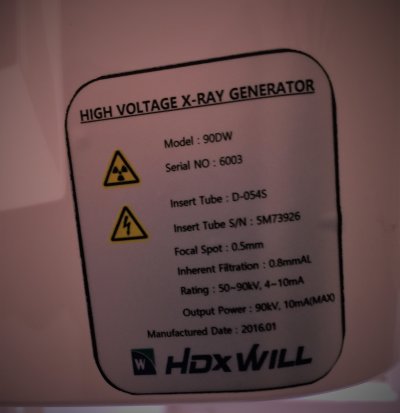 HIGH VOLTAGE X-RAY GENERATOR
Model : 90DW
Serial NO : 6003
Insert Tube : D-054S
Insert Tube S/N : 5M73926
Focal Spot : 0.5mm
Inherent Filtration : 0.8mmAL
Rating : 50~90kV, 4~10mA
Output Power : 90kV, 10mA(MAX)
Manufactured Date : 2016.01
W HDXWILL